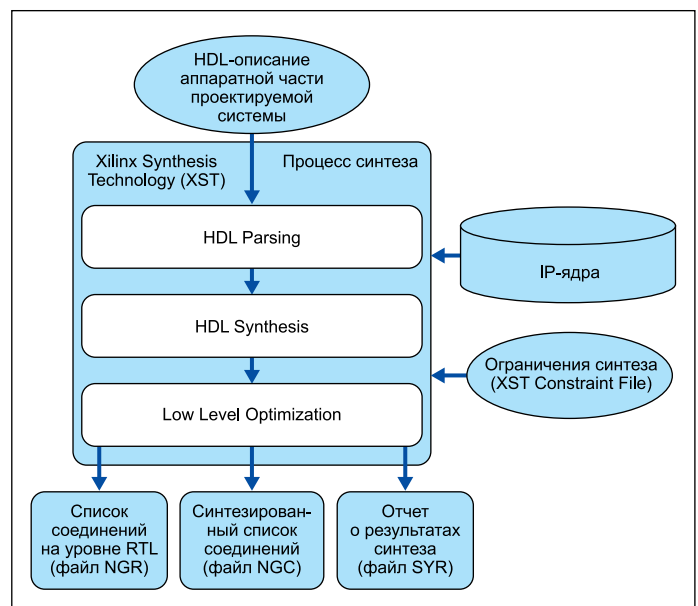 HDL-описание
аппаратной части
проектируемой
системы
Xilinx Synthesis
Technology (XST)
Процесс синтеза
HDL Parsing
IP-ядра
HDL Synthesis
Ограничения синтеза
(XST Constraint File)
Low Level Optimization
Список
соединений
на уровне RTL
(файл NGR)
Синтезирован-
ный список
соединений
(файл NGC)
Отчет
о результатах
синтеза
(файл SYR)